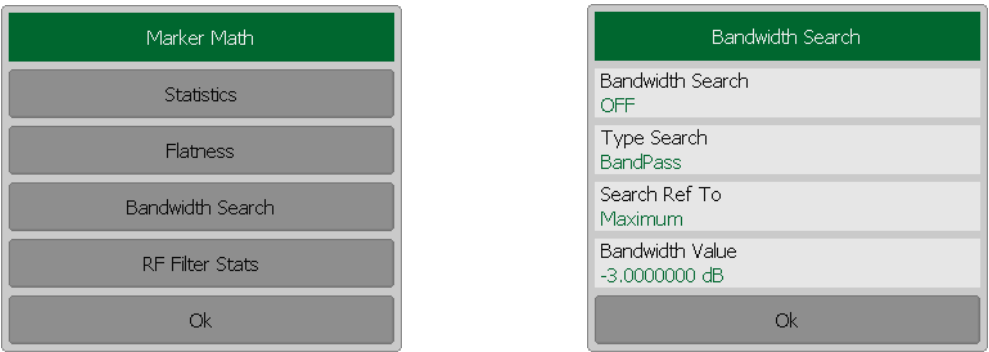 Marker Math
Statistics
Flatness
Bandwidth Search
RF Filter Stats
Ok
Bandwidth Search
Bandwidth Search
OFF
Type Search
BandPass
Search Ref To
Maximum
Bandwidth Value
-3.0000000 dB
Ok